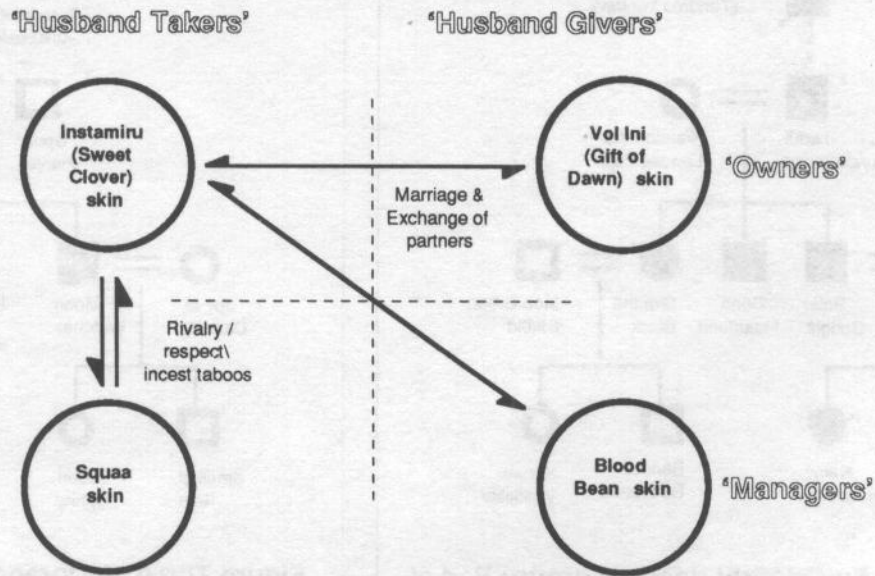 'Husband Takers'
'Husband Givers'
Instamiru
(Sweet
Clover)
skin
Vol Ini
(Gift of
Dawn) skin
'Owners'
Marriage &
Exchange of
partners
Rivalry /
respect\
incest taboos
Squaa
skin
Blood
Bean skin
'Managers'